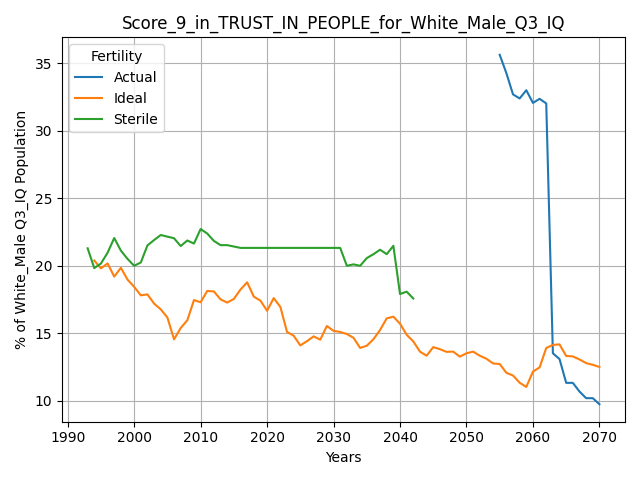 Score_9_in_TRUST_IN_PEOPLE_for_White_Male_Q3_IQ
Fertility
Actual
Ideal
Sterile
% of White_Male Q3_IQ Population
35
30
25
20
15
10
1990 2000 2010 2020 2030 2040 2050 2060 2070
Years